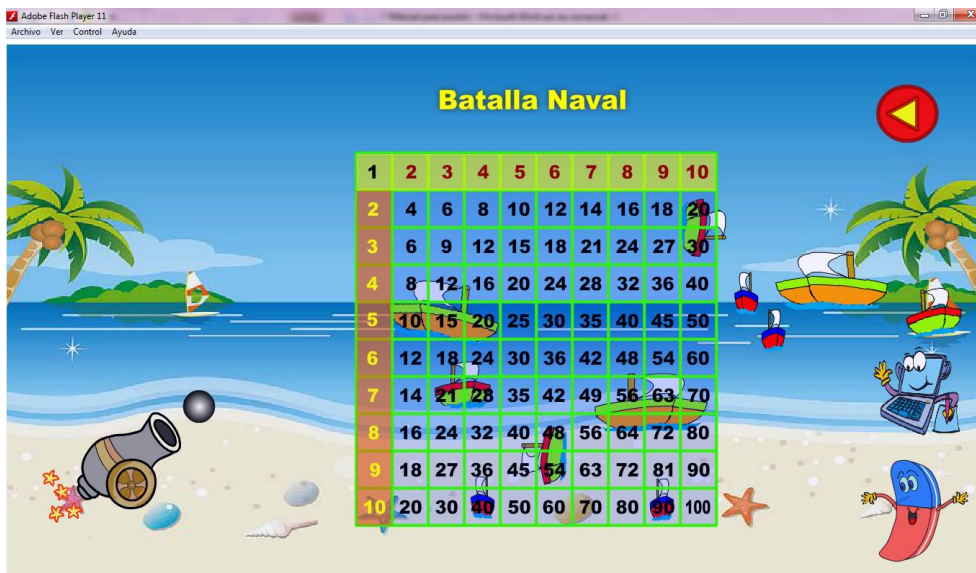 Adobe Flash Player 11
Archivo Ver Control Ayuda
Batalla Naval
1 2 3 4 5 6 7 8 9 10
2 4 6 8 10 12 14 16 18 20
3 6 9 12 15 18 21 24 27 30
4 8 12 16 20 24 28 32 36 40
5 10 15 20 25 30 35 40 45 50
6 12 18 24 30 36 42 48 54 60
7 14 21 28 35 42 49 56 63 70
8 16 24 32 40 48 56 64 72 80
9 18 27 36 45 54 63 72 81 90
10 20 30 40 50 60 70 80 90 100